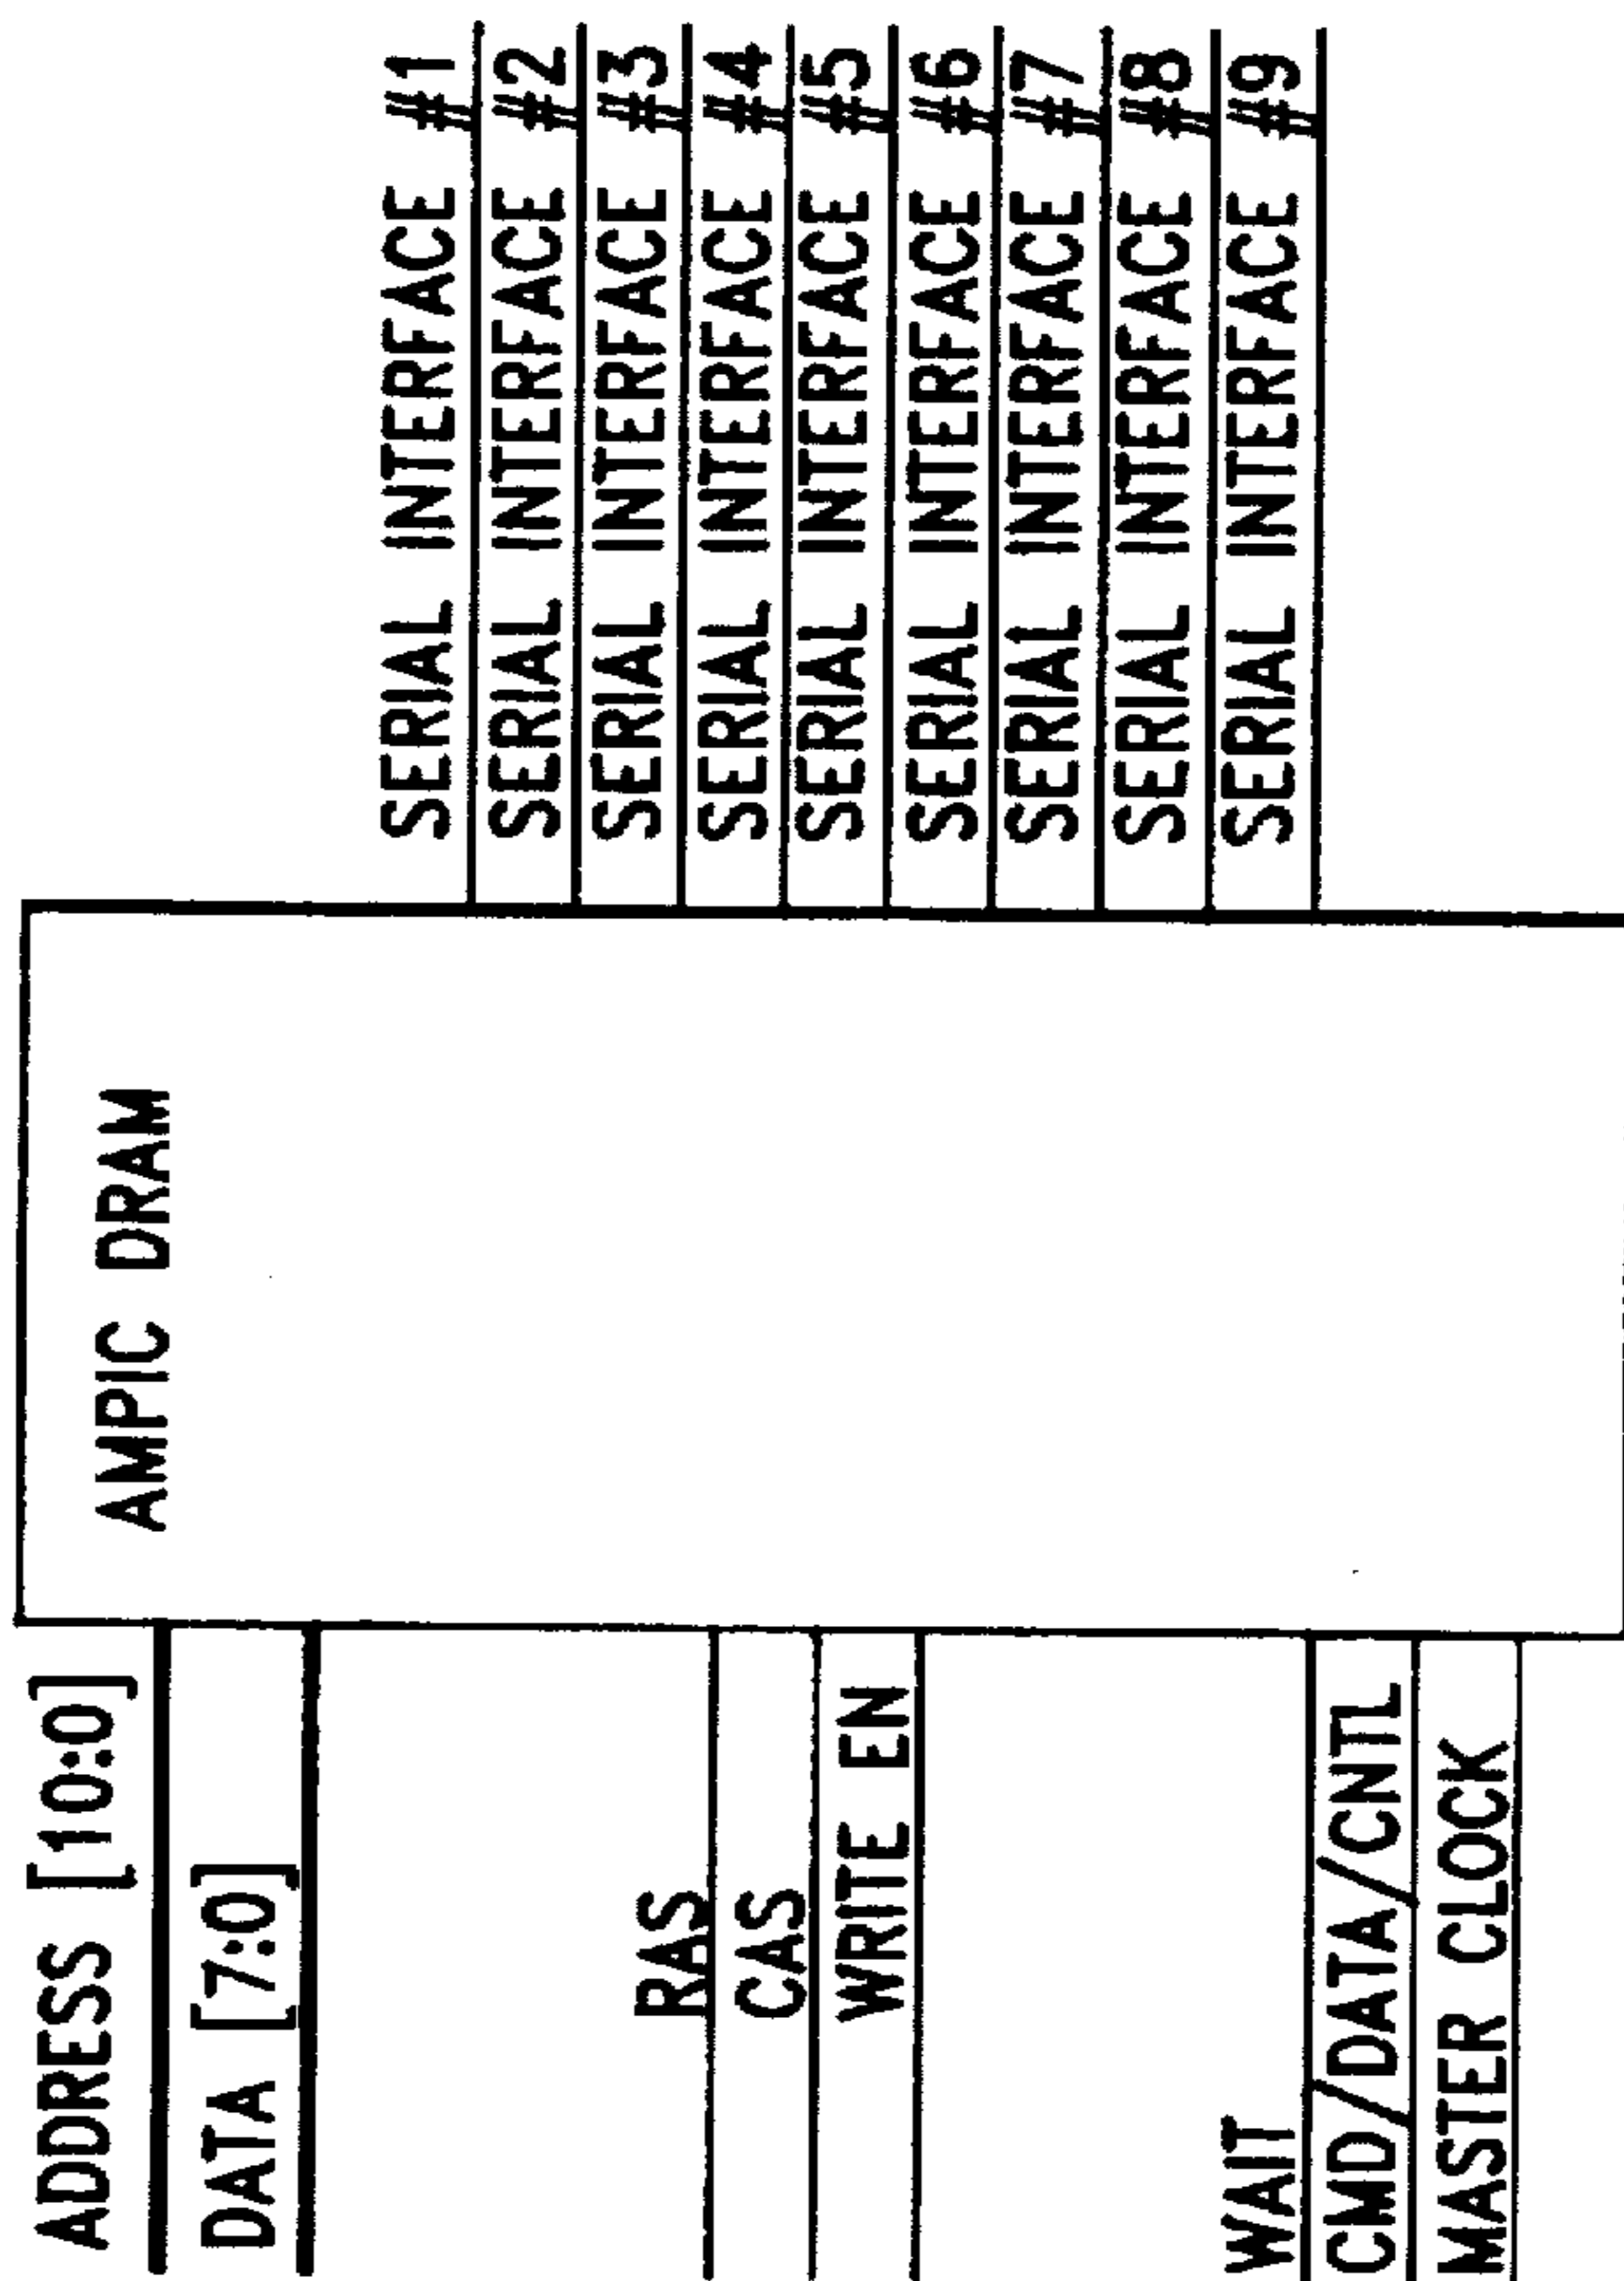 AMPIC DRAM
ADDRESS [10:0]
DATA [7:0]
RAS
CAS
WRITE EN
WAIT
CMD/DATA/CNTL
MASTER CLOCK
SERIAL INTERFACE #1
SERIAL INTERFACE #2
SERIAL INTERFACE #3
SERIAL INTERFACE #4
SERIAL INTERFACE #5
SERIAL INTERFACE #6
SERIAL INTERFACE #7
SERIAL INTERFACE #8
SERIAL INTERFACE #9